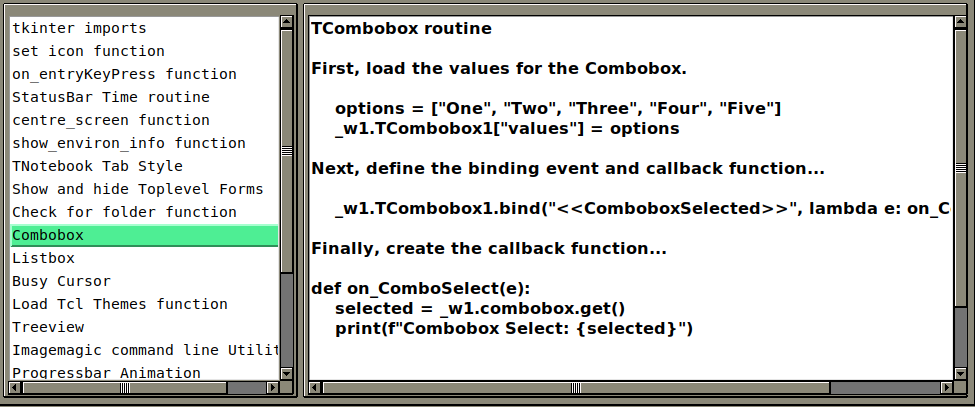 tkinter imports
set icon function
on_entryKeyPress function
StatusBar Time routine
centre_screen function
show_environ_info function
TNotebook Tab Style
Show and hide Toplevel Forms
Check for folder function
Combobox
Listbox
Busy Cursor
Load Tcl Themes function
Treeview
Imagemagic command line Utilit
Progressbar Animation
TCombobox routine
First, load the values for the Combobox.
options = ["One", "Two", "Three", "Four", "Five"]
_w1.TCombobox1["values"] = options
Next, define the binding event and callback function...
_w1.TCombobox1.bind("<<ComboboxSelected>>", lambda e: on_C
Finally, create the callback function...
def on_ComboSelect(e):
selected = _w1.combobox.get()
print(f"Combobox Select: {selected}")